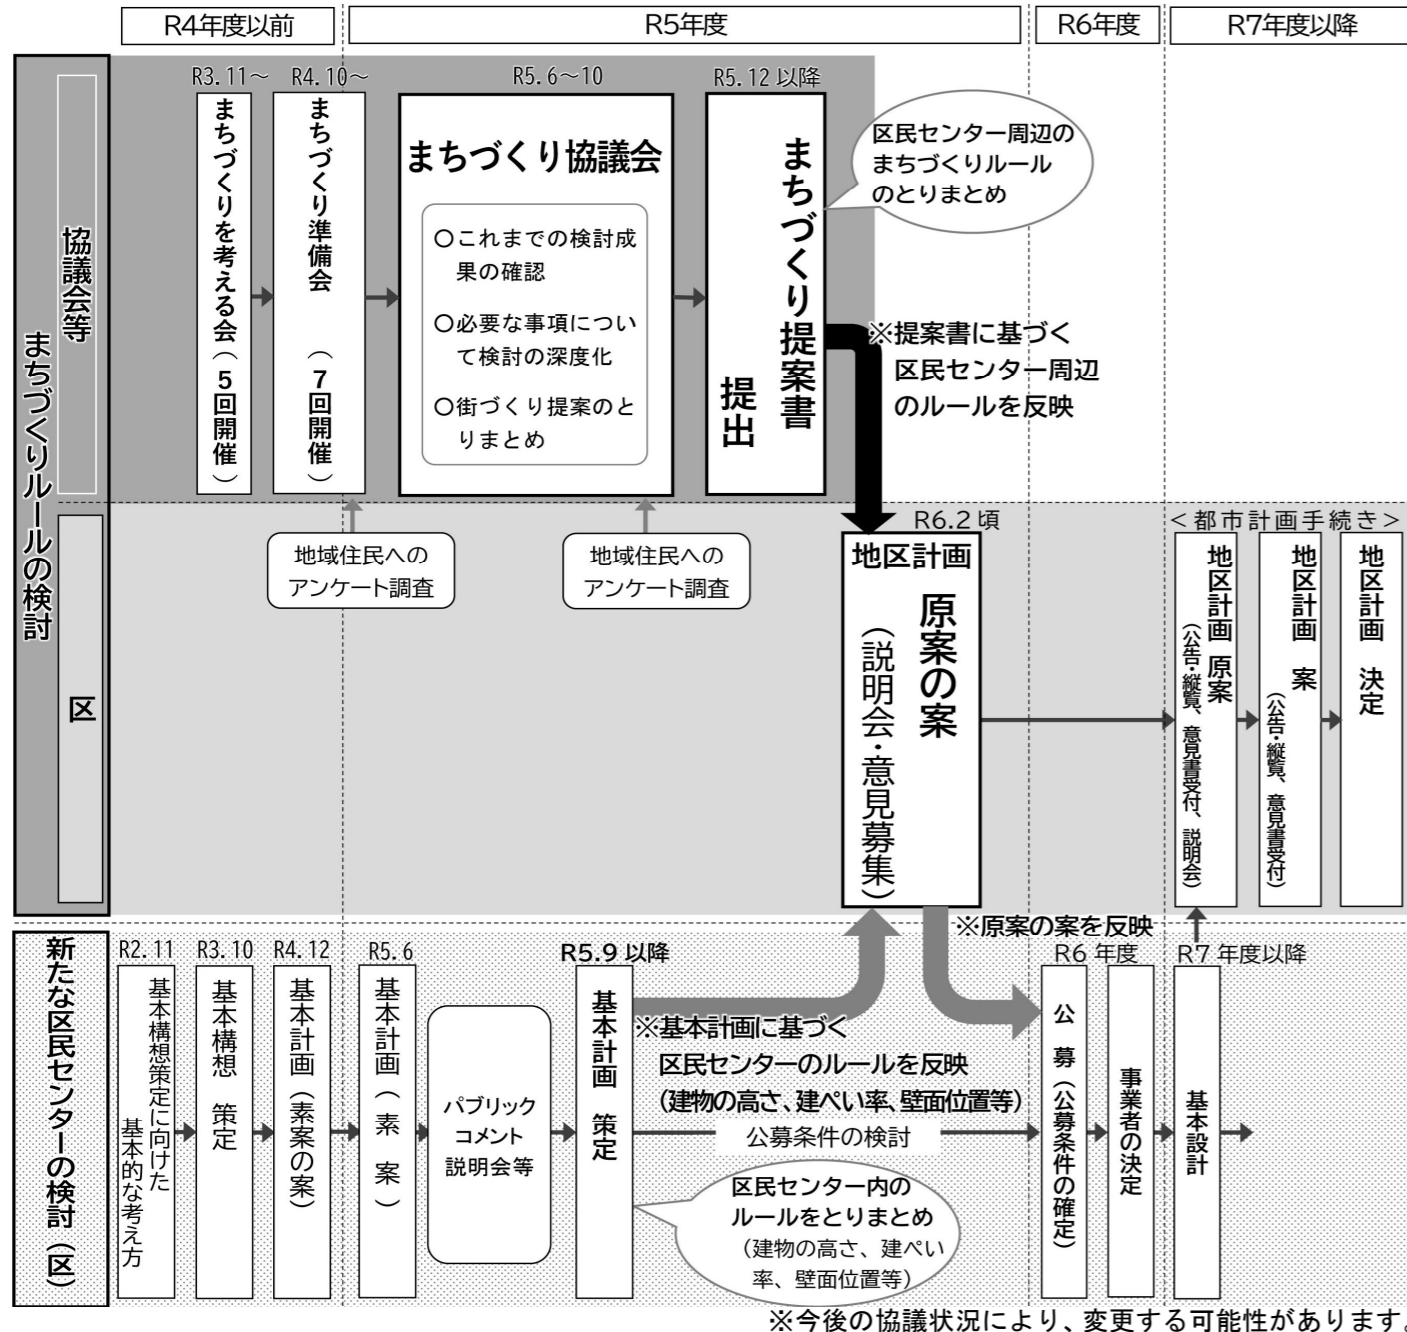 R4年度以前
R5年度
R6年度
R7年度以降
まちづくりルールの検討
協議会等
R3.11～
まちづくりを考える会（5回開催）
R4.10～
まちづくり準備会　（7回開催）
R5.6～10
まちづくり協議会
○これまでの検討成
果の確認
○必要な事項につい
て検討の深度化
○街づくり提案のと
りまとめ
R5.12以降
まちづくり提案書
提出
区民センター周辺の
まちづくりルール
のとりまとめ
※提案書に基づく
区民センター周辺
のルールを反映
区
地域住民への
アンケート調査
地域住民への
アンケート調査
R6.2頃
地区計画
原案の案
（説明会・意見募集）
＜都市計画手続き＞
地区計画　原案
（公告・縦覧、意見書受付、説明会）
地区計画　案
（公告・縦覧、意見書受付）
地区計画　決定
※原案の案を反映
新たな区民センターの検討（区）
R2.11
基本構想策定に向けた
基本的な考え方
R3.10
基本構想　策定
R4.12
基本計画（素案の案）
R5.6
基本計画（素　案）
パブリック
コメント
説明会等
R5.9以降
基本計画　策定
※基本計画に基づく
区民センターのルールを反映
（建物の高さ、建ぺい率、壁面位置等）
公募条件の検討
区民センター内の
ルールをとりまとめ
（建物の高さ、建ぺい
率、壁面位置等）
R6年度
公　募（公募条件の確定）
事業者の決定
R7年度以降
基本設計
※今後の協議状況により、変更する可能性があります。